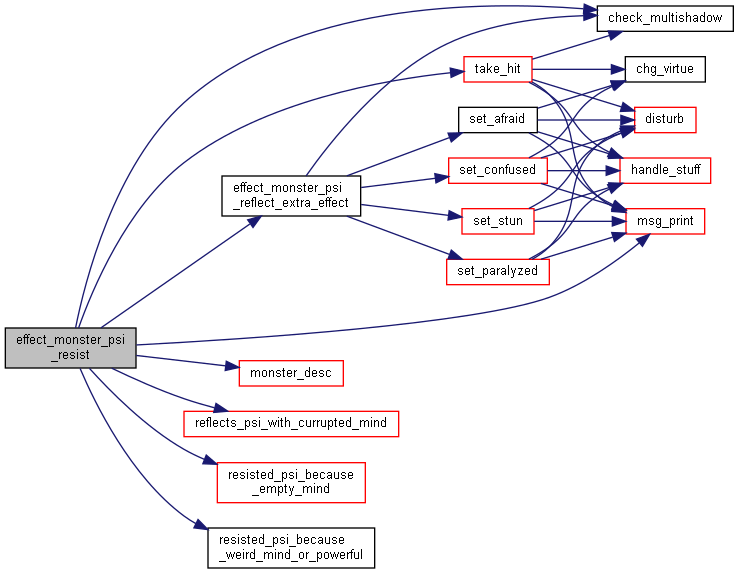 check_multishadow
take_hit
chg_virtue
set_afraid
disturb
set_confused
handle_stuff
effect_monster_psi
_reflect_extra_effect
set_stun
msg_print
set_paralyzed
effect_monster_psi
_resist
monster_desc
reflects_psi_with_currupted_mind
resisted_psi_because
_empty_mind
resisted_psi_because
_weird_mind_or_powerful